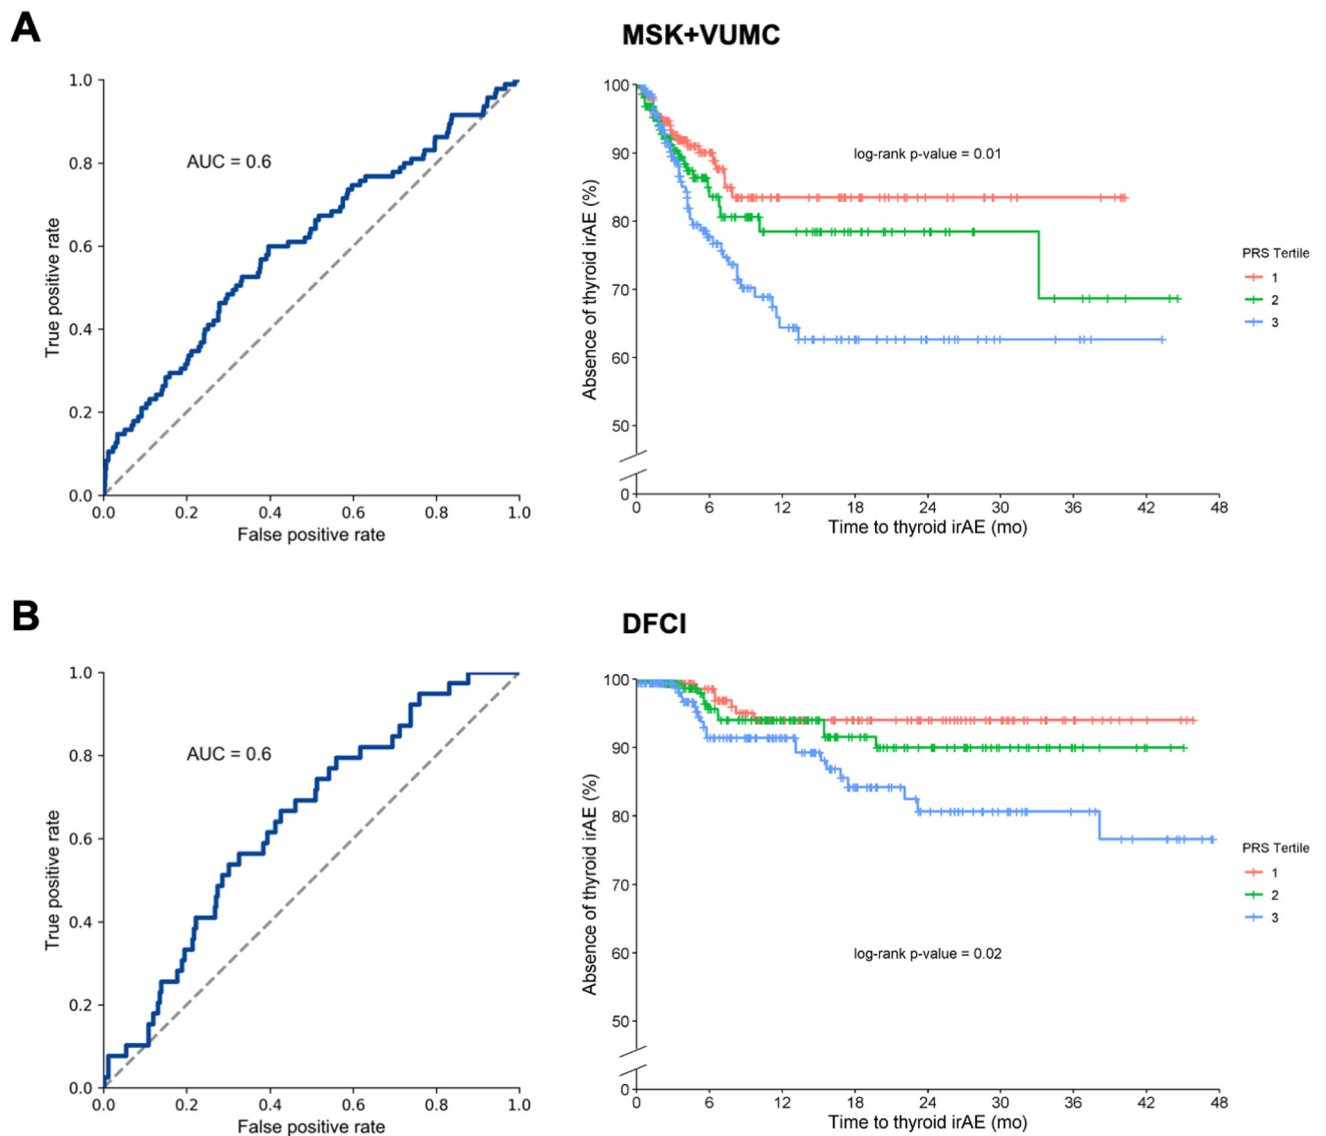 A
MSK+VUMC
1.0
0.8
0.6
0.4
0.2
0.0
True positive rate
AUC = 0.6
0.0 0.2 0.4 0.6 0.8 1.0
False positive rate
100
90
80
70
60
50
0
Absence of thyroid irAE (%)
log-rank p-value = 0.01
0 6 12 18 24 30 36 42 48
Time to thyroid irAE (mo)
PRS Tertile
1
2
3
B
DFCI
1.0
0.8
0.6
0.4
0.2
0.0
True positive rate
AUC = 0.6
0.0 0.2 0.4 0.6 0.8 1.0
False positive rate
100
90
80
70
60
50
0
Absence of thyroid irAE (%)
log-rank p-value = 0.02
0 6 12 18 24 30 36 42 48
Time to thyroid irAE (mo)
PRS Tertile
1
2
3